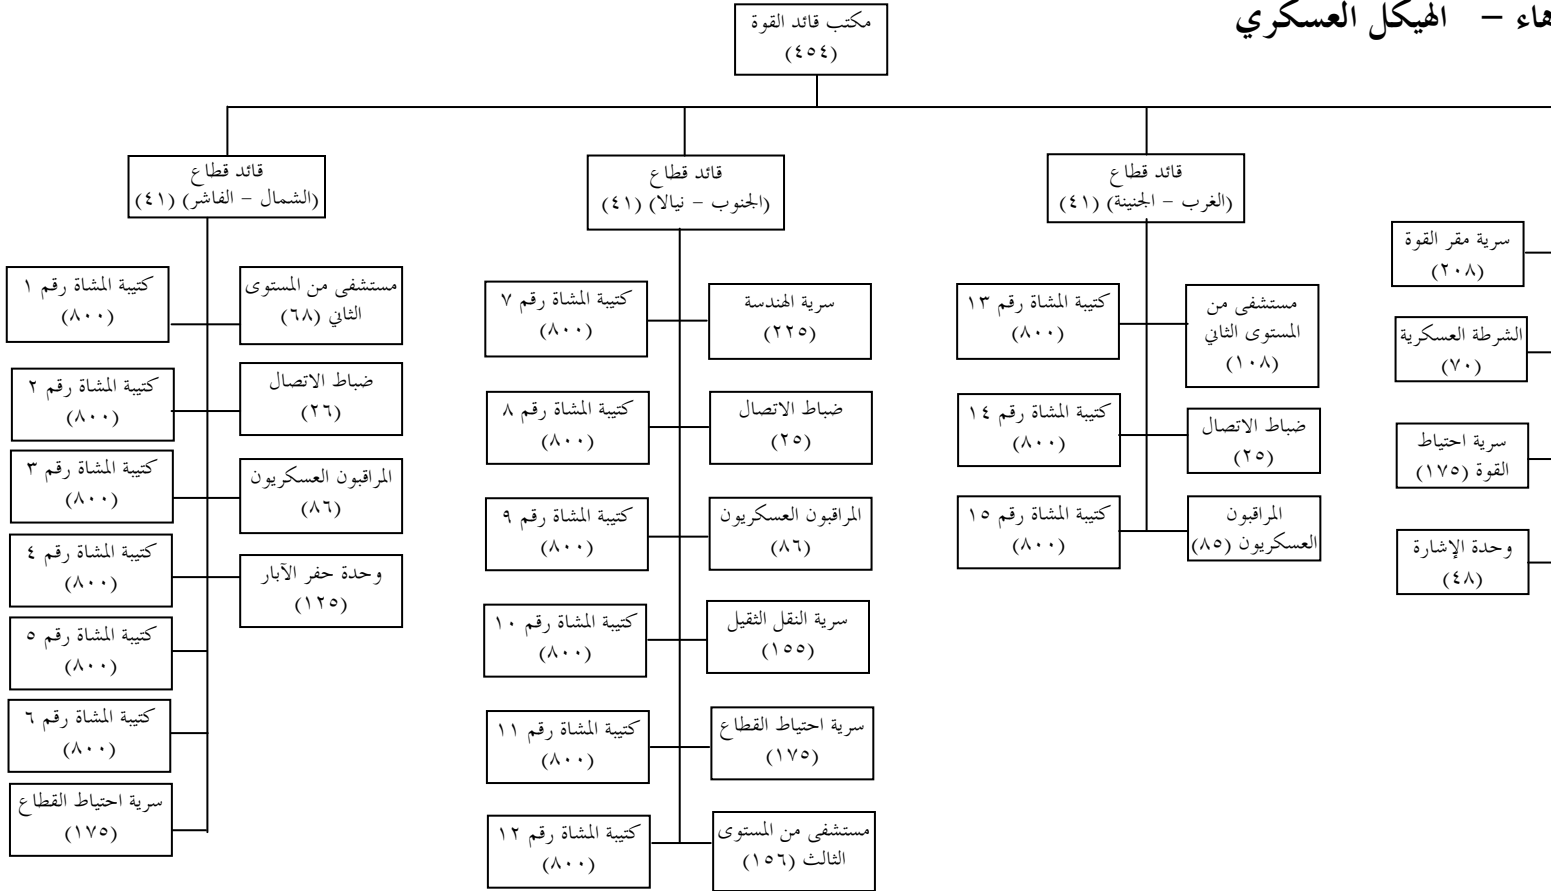 هاء – الهيكل العسكري
مكتب قائد القوة
(٤٥٤)
قائد قطاع
(الغرب - الجنينة) (٤١)
قائد قطاع
(الجنوب - نيالا) (٤١)
قائد قطاع
(الشمال - الفاشر) (٤١)
سرية مقر القوة
(٢٠٨)
الشرطة العسكرية
(٧٠)
سرية احتياط
القوة (١٧٥)
وحدة الإشارة
(٤٨)
مستشفى من
المستوى الثاني
(١٠٨)
ضباط الاتصال
(٢٥)
المراقبون
العسكريون (٨٥)
كتيبة المشاة رقم ١٣
(٨٠٠)
كتيبة المشاة رقم ١٤
(٨٠٠)
كتيبة المشاة رقم ١٥
(٨٠٠)
سرية الهندسة
(٢٢٥)
ضباط الاتصال
(٢٥)
المراقبون العسكريون
(٨٦)
سرية النقل الثقيل
(١٥٥)
سرية احتياط القطاع
(١٧٥)
مستشفى من المستوى
الثالث (١٥٦)
كتيبة المشاة رقم ٧
(٨٠٠)
كتيبة المشاة رقم ٨
(٨٠٠)
كتيبة المشاة رقم ٩
(٨٠٠)
كتيبة المشاة رقم ١٠
(٨٠٠)
كتيبة المشاة رقم ١١
(٨٠٠)
كتيبة المشاة رقم ١٢
(٨٠٠)
مستشفى من المستوى
الثاني (٦٨)
ضباط الاتصال
(٢٦)
المراقبون العسكريون
(٨٦)
وحدة حفر الآبار
(١٢٥)
كتيبة المشاة رقم ١
(٨٠٠)
كتيبة المشاة رقم ٢
(٨٠٠)
كتيبة المشاة رقم ٣
(٨٠٠)
كتيبة المشاة رقم ٤
(٨٠٠)
كتيبة المشاة رقم ٥
(٨٠٠)
كتيبة المشاة رقم ٦
(٨٠٠)
سرية احتياط القطاع
(١٧٥)